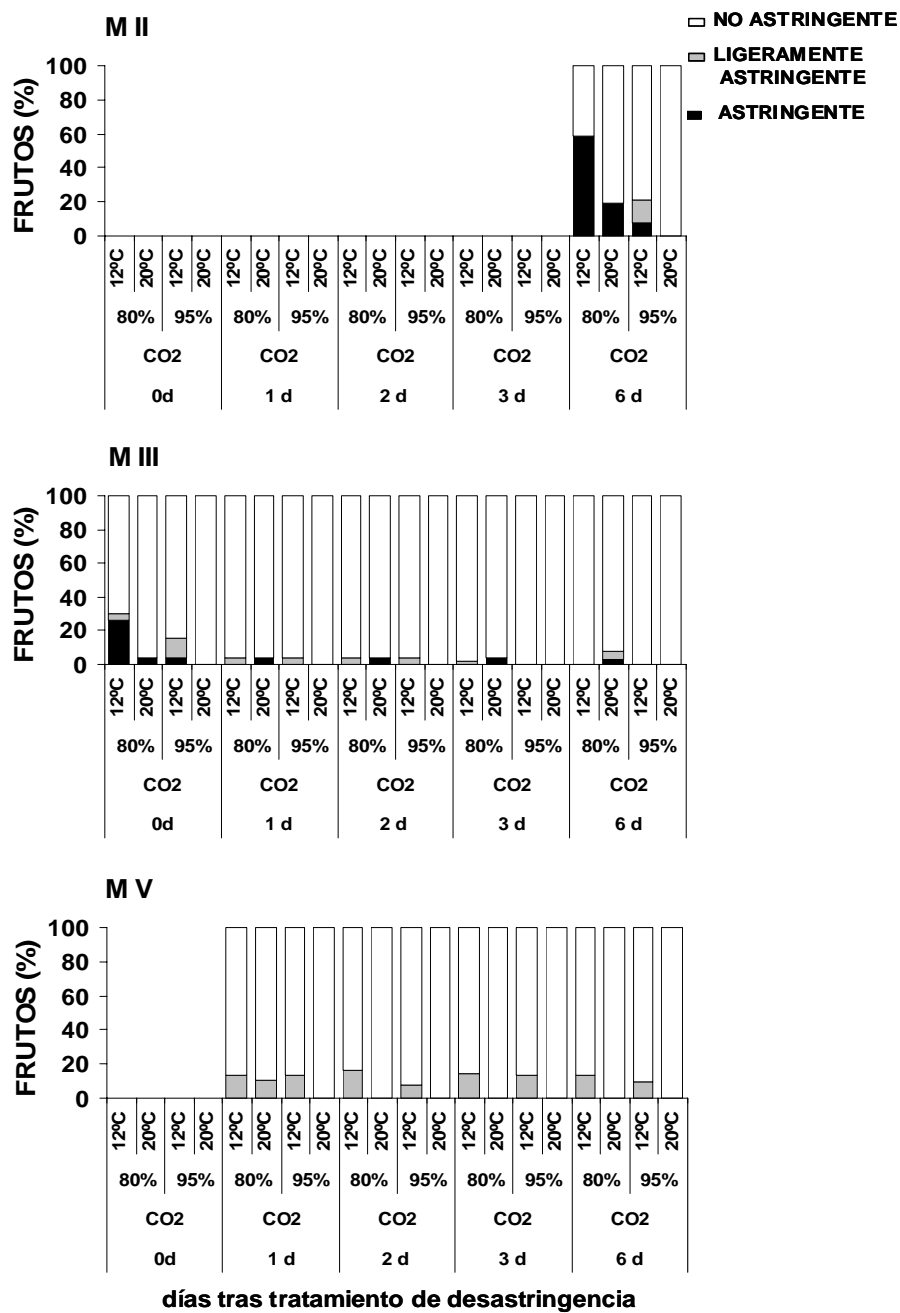 M II
NO ASTRINGENTE
LIGERAMENTE
ASTRINGENTE
ASTRINGENTE
FRUTOS (%)
100
80
60
40
20
0
12ºC 20ºC 12ºC 20ºC 12ºC 20ºC 12ºC 20ºC 12ºC 20ºC 12ºC 20ºC 12ºC 20ºC 12ºC 20ºC 12ºC 20ºC 12ºC 20ºC
80% 95% 80% 95% 80% 95% 80% 95% 80% 95%
CO2 CO2 CO2 CO2 CO2
0d 1 d 2 d 3 d 6 d
M III
FRUTOS (%)
100
80
60
40
20
0
12ºC 20ºC 12ºC 20ºC 12ºC 20ºC 12ºC 20ºC 12ºC 20ºC 12ºC 20ºC 12ºC 20ºC 12ºC 20ºC 12ºC 20ºC 12ºC 20ºC
80% 95% 80% 95% 80% 95% 80% 95% 80% 95%
CO2 CO2 CO2 CO2 CO2
0d 1 d 2 d 3 d 6 d
M V
FRUTOS (%)
100
80
60
40
20
0
12ºC 20ºC 12ºC 20ºC 12ºC 20ºC 12ºC 20ºC 12ºC 20ºC 12ºC 20ºC 12ºC 20ºC 12ºC 20ºC 12ºC 20ºC 12ºC 20ºC
80% 95% 80% 95% 80% 95% 80% 95% 80% 95%
CO2 CO2 CO2 CO2 CO2
0d 1 d 2 d 3 d 6 d
días tras tratamiento de desastringencia